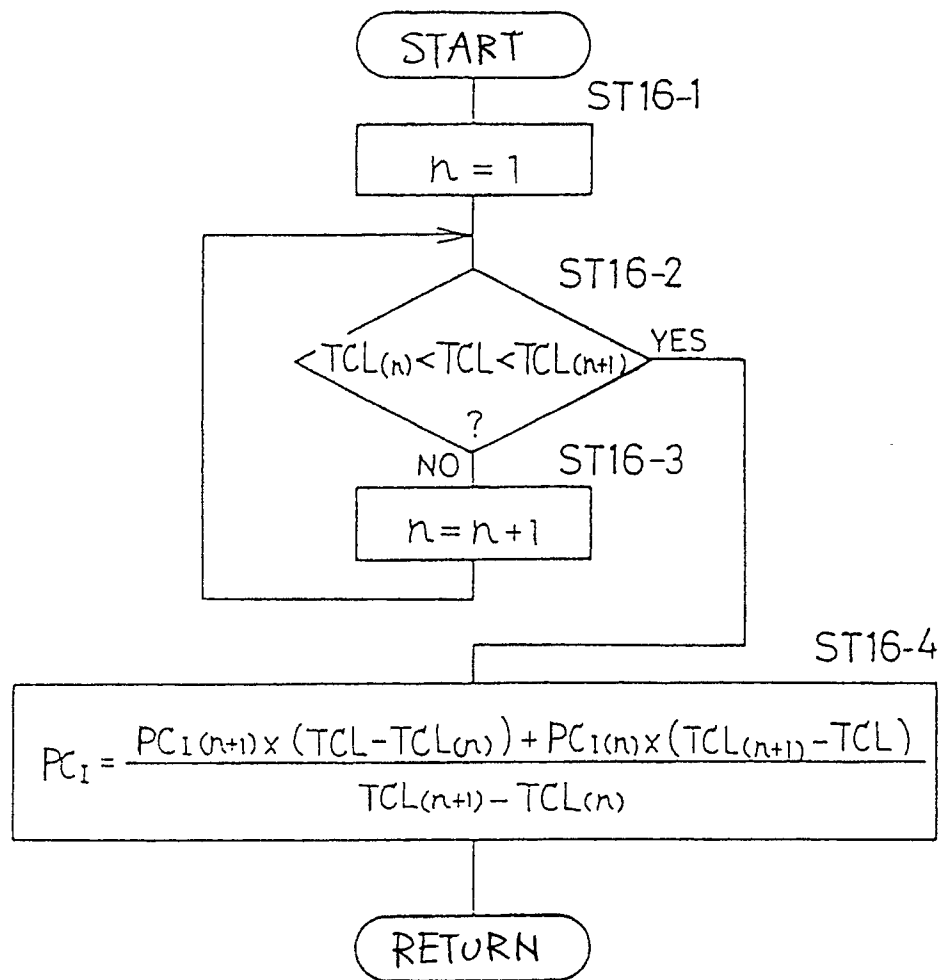 START
ST16-1
n = 1
ST16-2
TCL(n)<TCL<TCL(n+1)
?
YES
NO
ST16-3
n = n+1
ST16-4
PCI = PCI(n+1) × (TCL-TCL(n)) + PCI(n) × (TCL(n+1)-TCL)
TCL(n+1) - TCL(n)
RETURN